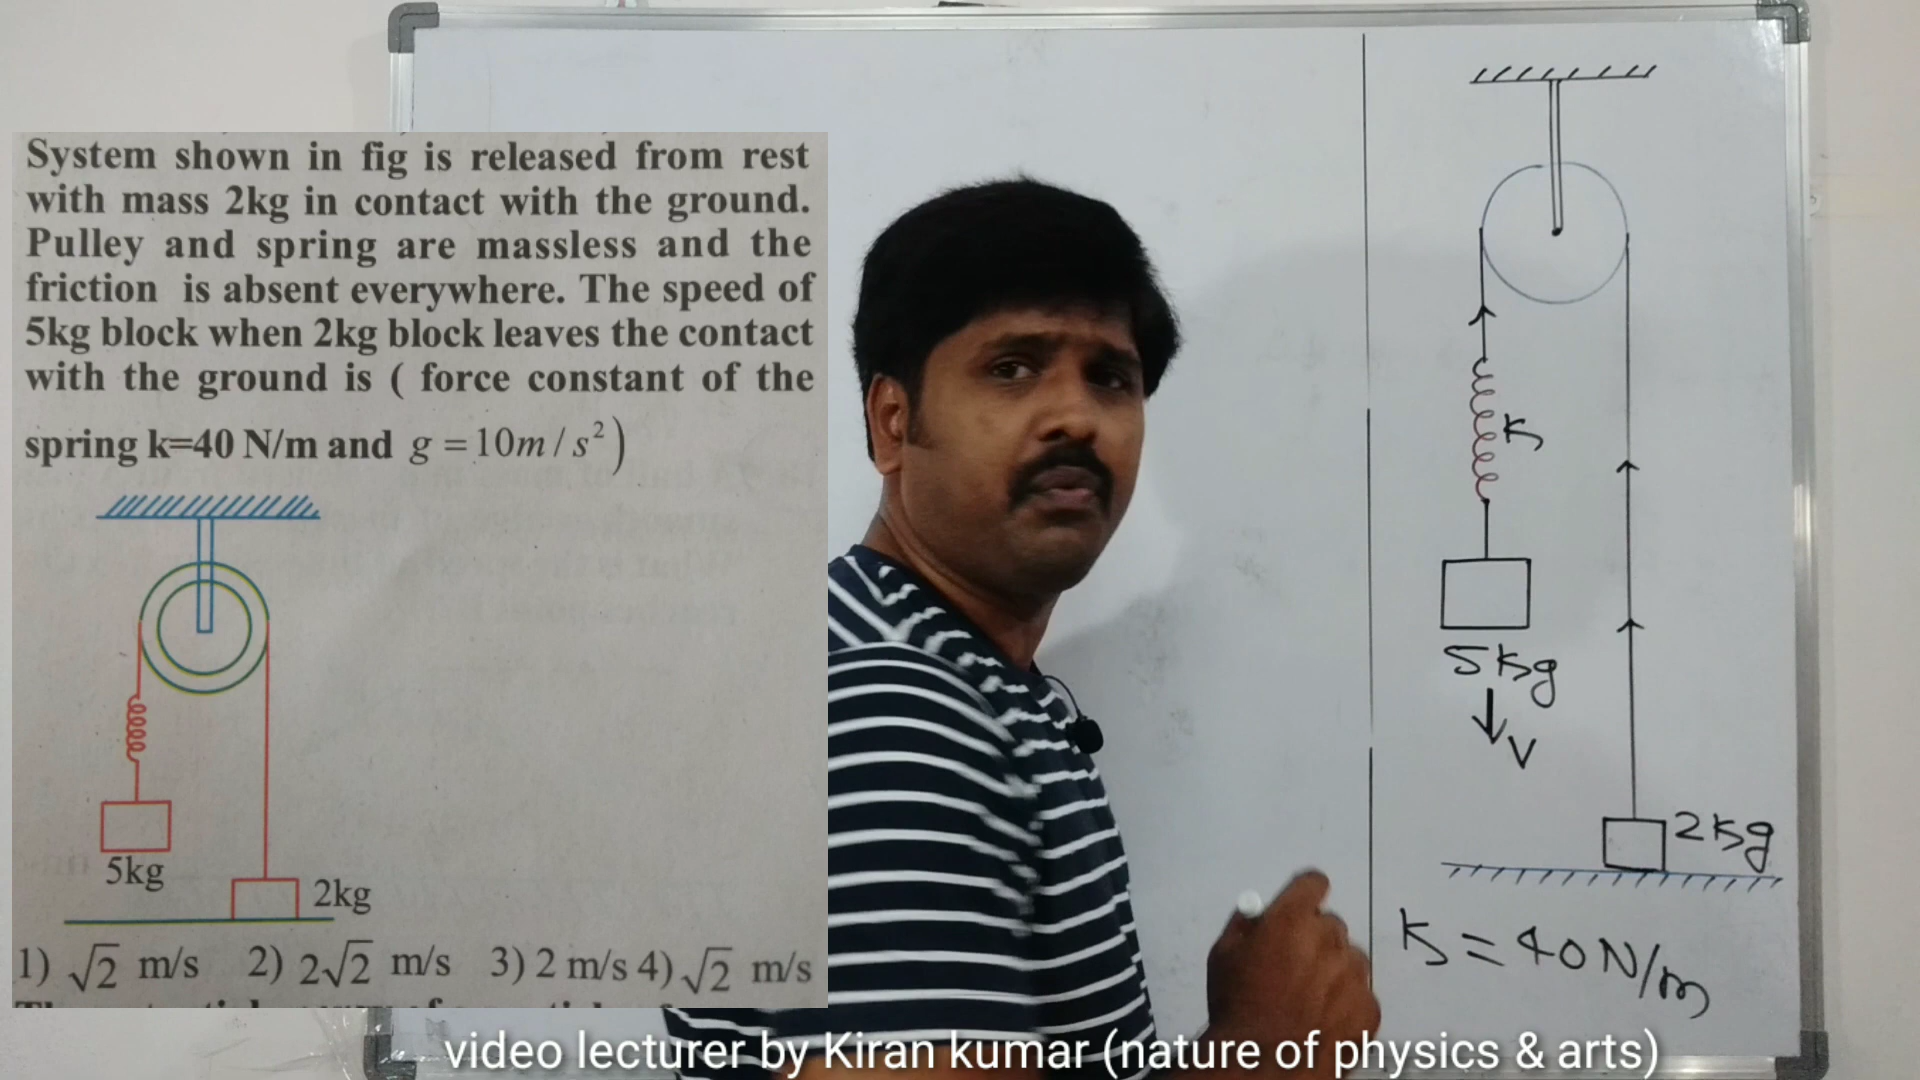 System shown in fig is released from rest
with mass 2kg in contact with the ground.
Pulley and spring are massless and the
friction is absent everywhere. The speed of
5kg block when 2kg block leaves the contact
with the ground is ( force constant of the
spring k=40 N/m and g = 10m / s²)
5kg
2kg
1) √2 m/s 2) 2√2 m/s 3) 2 m/s 4) √2 m/s
K
5kg
V
2kg
K = 40 N/m
video lecturer by Kiran kumar (nature of physics & arts)